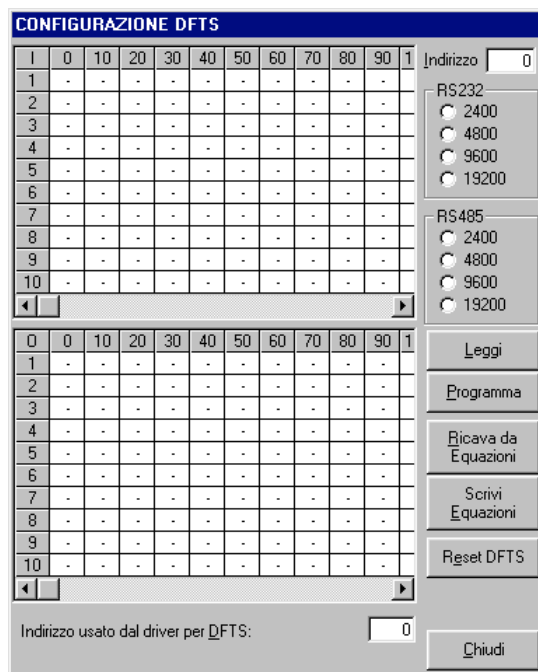 CONFIGURAZIONE DFTS
I 0 10 20 30 40 50 60 70 80 90 1
1 - - - - - - - - - -
2 - - - - - - - - - -
3 - - - - - - - - - -
4 - - - - - - - - - -
5 - - - - - - - - - -
6 - - - - - - - - - -
7 - - - - - - - - - -
8 - - - - - - - - - -
9 - - - - - - - - - -
10 - - - - - - - - - -
Indirizzo 0
RS232
2400
4800
9600
19200
RS485
2400
4800
9600
19200
O 0 10 20 30 40 50 60 70 80 90 1
1 - - - - - - - - - -
2 - - - - - - - - - -
3 - - - - - - - - - -
4 - - - - - - - - - -
5 - - - - - - - - - -
6 - - - - - - - - - -
7 - - - - - - - - - -
8 - - - - - - - - - -
9 - - - - - - - - - -
10 - - - - - - - - - -
Leggi
Programma
Ricava da
Equazioni
Scrivi
Equazioni
Reset DFTS
Indirizzo usato dal driver per DFTS: 0
Chiudi